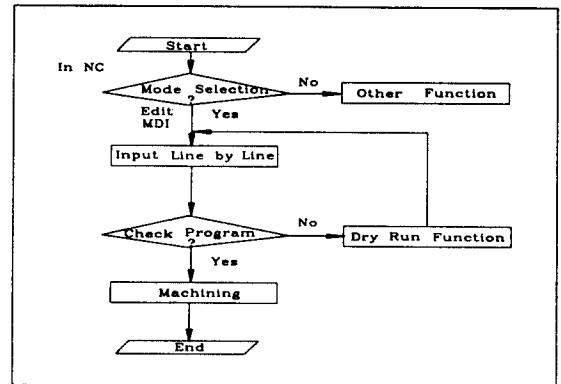 Start
In NC
Mode Selection
?
No
Other Function
Edit
MDI
Yes
Input Line by Line
Check Program
?
No
Dry Run Function
Yes
Machining
End